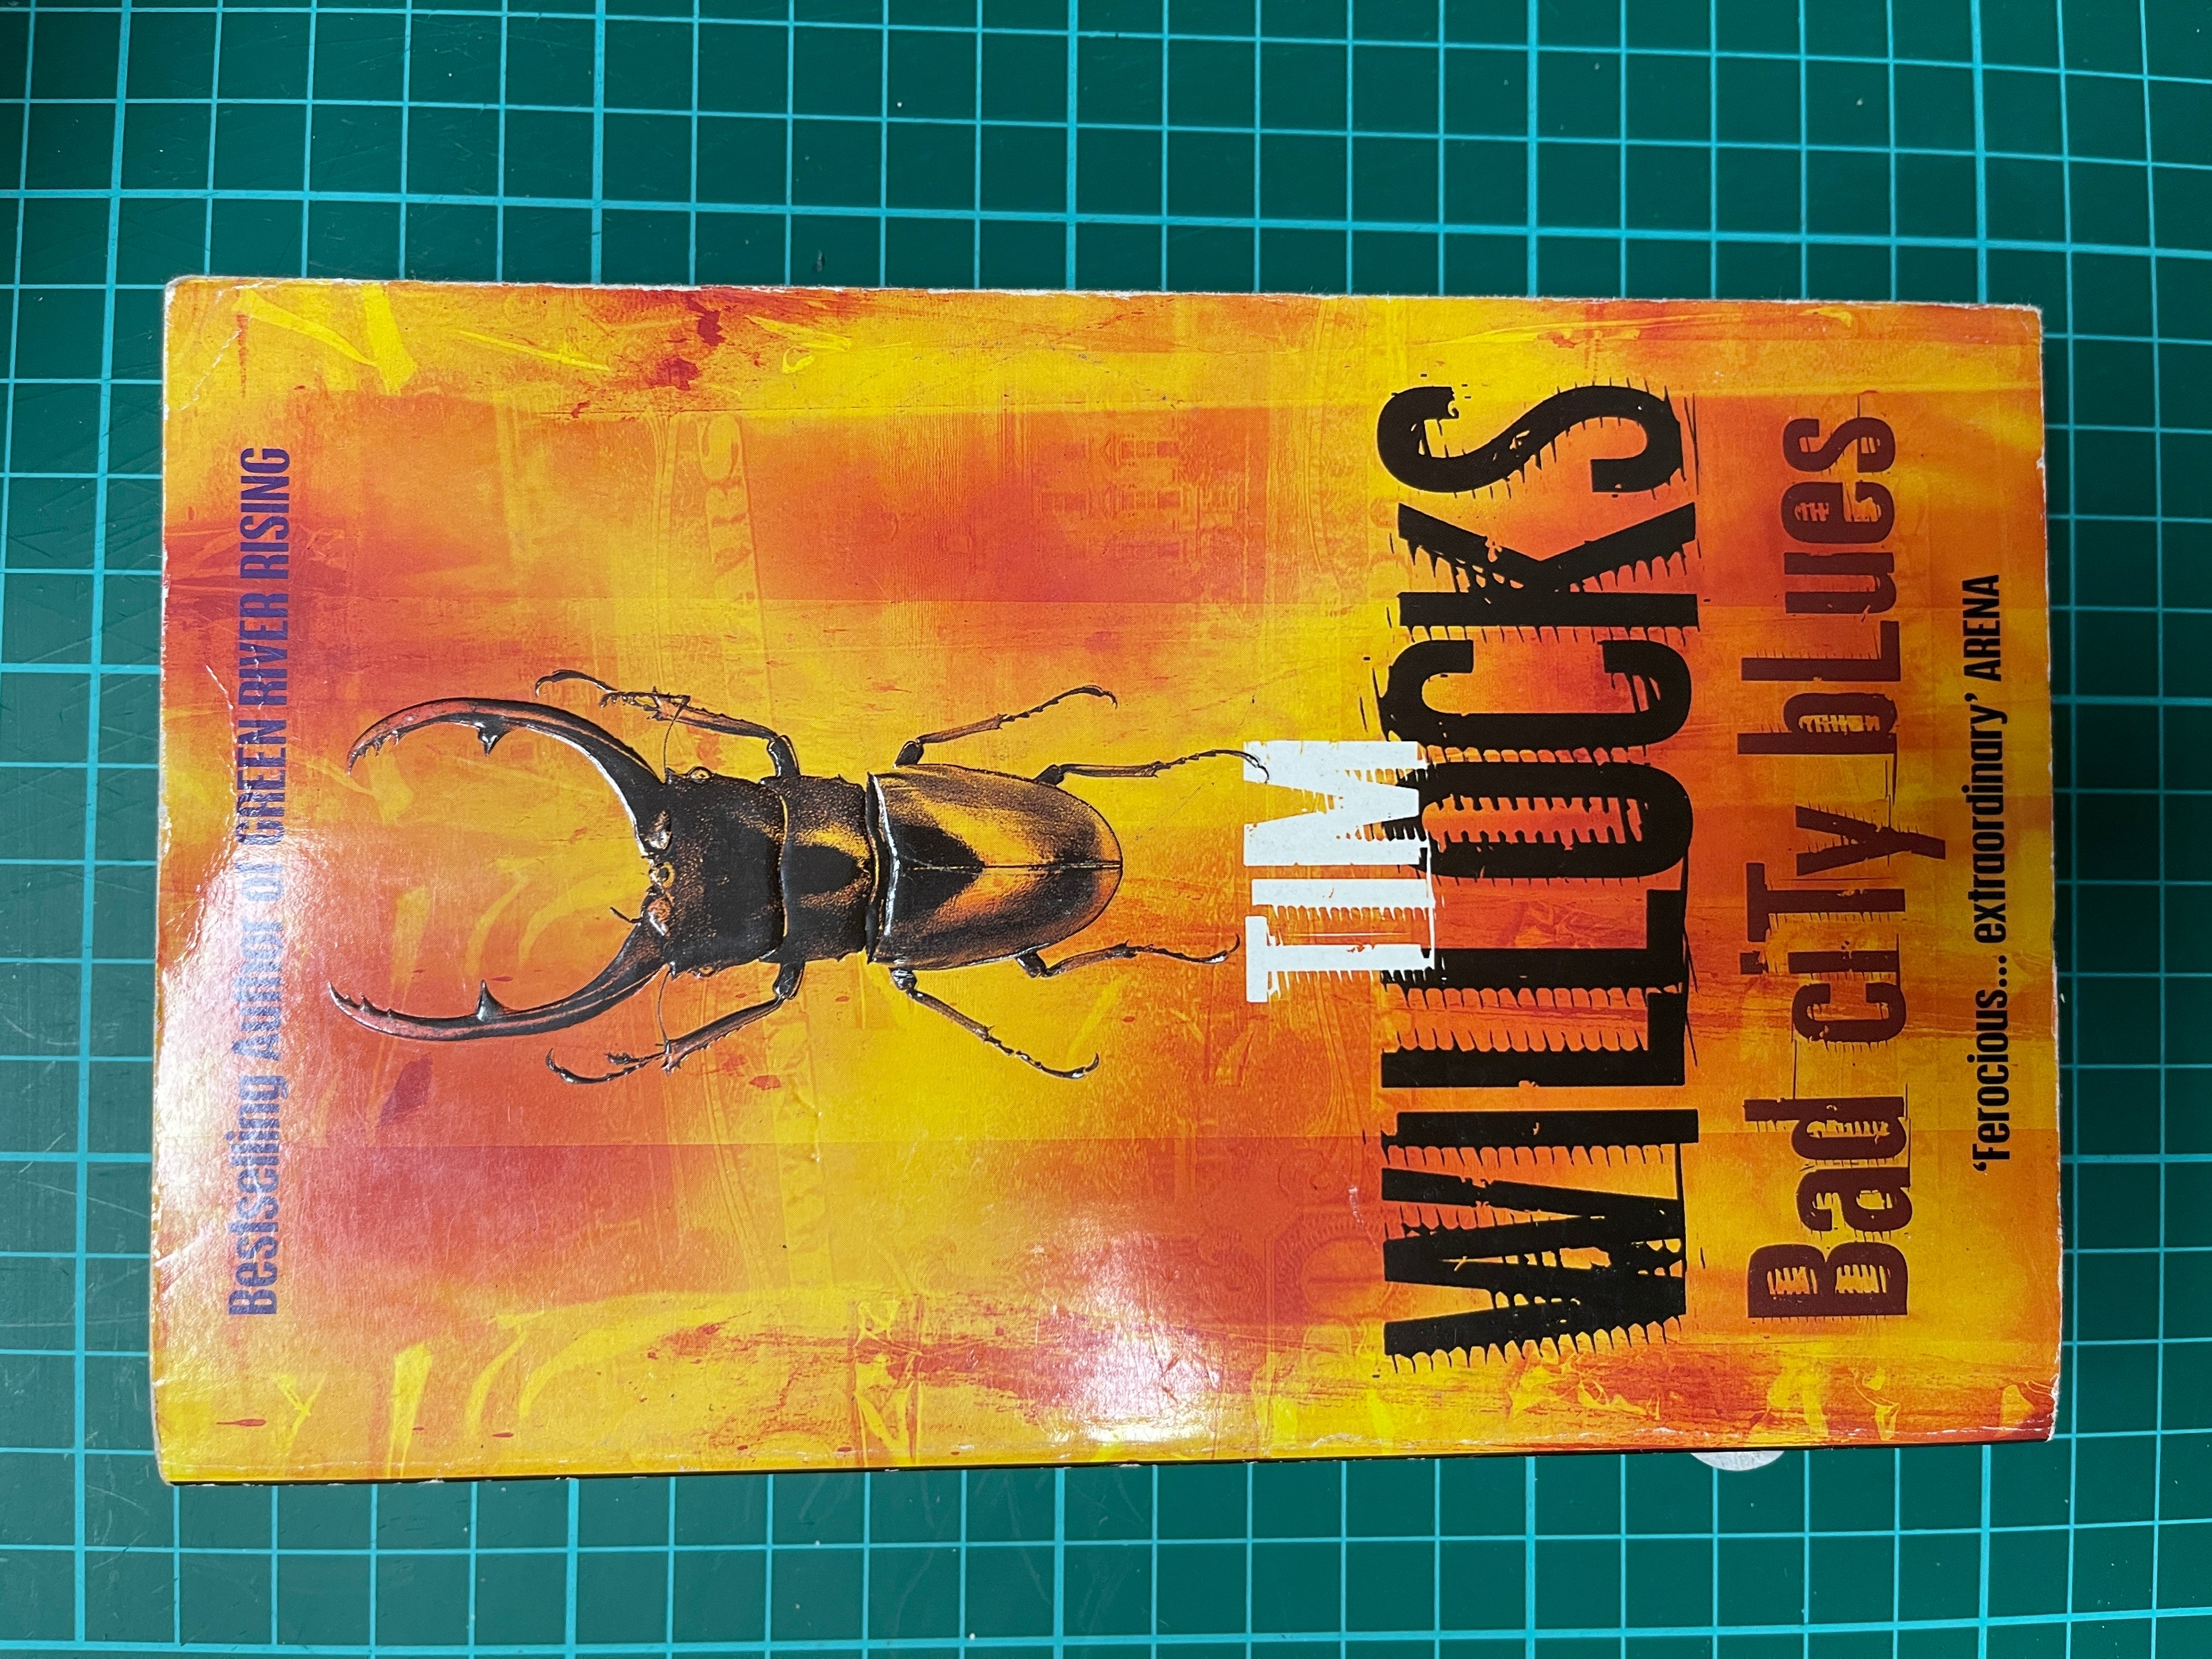 Bestselling Author of GREEN RIVER RISING
TIM
WILLOCKS
Bad ciTy bLues
‘Ferocious... extraordinary’ ARENA